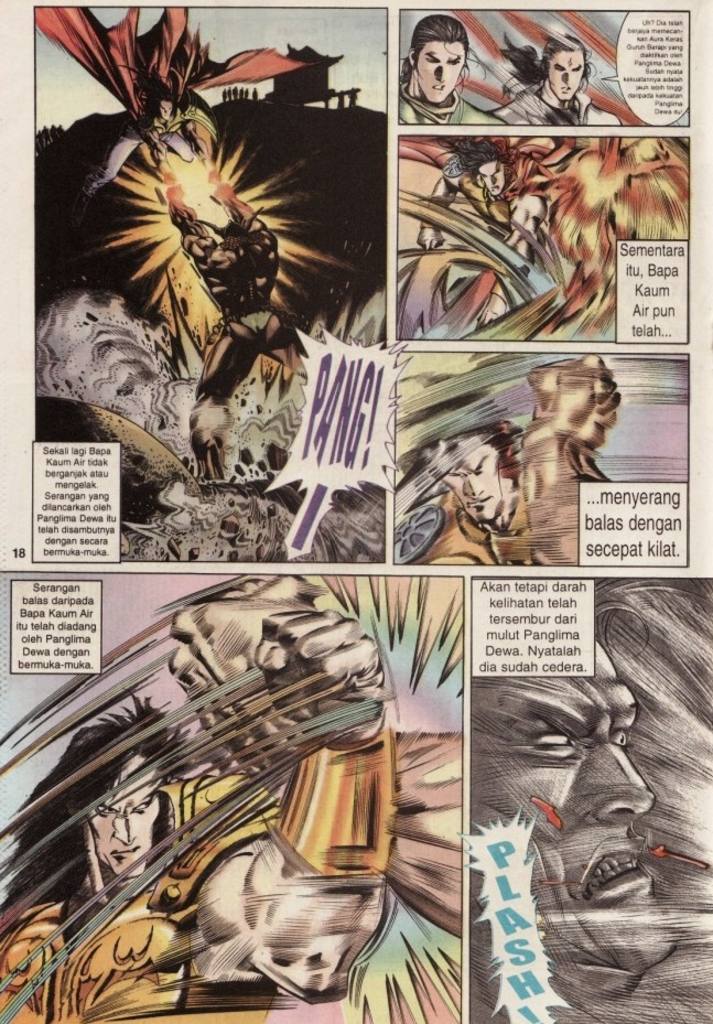 Sekali lagi Bapa
Kaum Air tidak
berganjak atau
mengelak.
Serangan yang
dilancarkan oleh
Panglima Dewa itu
telah disambutnya
dengan secara
bermuka-muka.
PANG!
18
Uh? Dia telah
berjaya memecah-
kan Aura Keras
Guruh Berapi yang
diaktifkan oleh
Panglima Dewa.
Sudah nyata
kekuatannya adalah
jauh lebih tinggi
daripada kekuatan
Panglima
Dewa itu!
Sementara
itu, Bapa
Kaum
Air pun
telah...
...menyerang
balas dengan
secepat kilat.
Serangan
balas daripada
Bapa Kaum Air
itu telah diadang
oleh Panglima
Dewa dengan
bermuka-muka.
Akan tetapi darah
kelihatan telah
tersembur dari
mulut Panglima
Dewa. Nyatalah
dia sudah cedera.
PLASH!